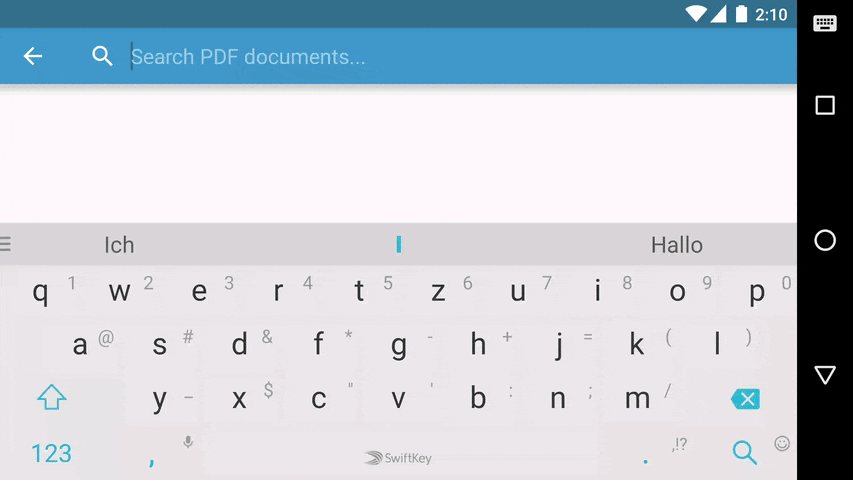 2:10
Search PDF documents...
Ich I Hallo
q 1 w 2 e 3 r 4 t 5 z 6 u 7 i 8 o 9 p 0
a @ s # d & f * g - h + j = k ( l )
y _ x $ c " v ' b : n ; m /
123 , SwiftKey . ,!?